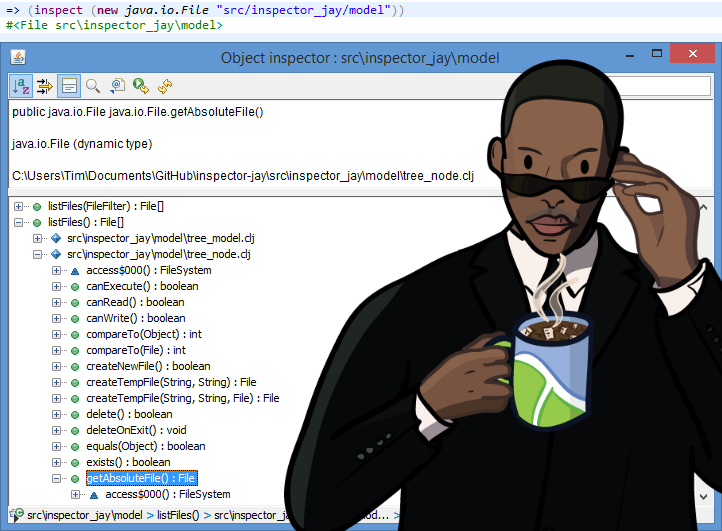 => (inspect (new java.io.File "src/inspector_jay/model"))
#<File src\inspector_jay\model>
Object inspector : src\inspector_jay\model
public java.io.File java.io.File.getAbsoluteFile()
java.io.File (dynamic type)
C:\Users\Tim\Documents\GitHub\inspector-jay\src\inspector_jay\model\tree_node.clj
listFiles(FileFilter) : File[]
listFiles() : File[]
src\inspector_jay\model\tree_model.clj
src\inspector_jay\model\tree_node.clj
access$000() : FileSystem
canExecute() : boolean
canRead() : boolean
canWrite() : boolean
compareTo(Object) : int
compareTo(File) : int
createNewFile() : boolean
createTempFile(String, String) : File
createTempFile(String, String, File) : File
delete() : boolean
deleteOnExit() : void
equals(Object) : boolean
exists() : boolean
getAbsoluteFile() : File
access$000() : FileSystem
src\inspector_jay\model > listFiles() > src\inspector_ja mod... >